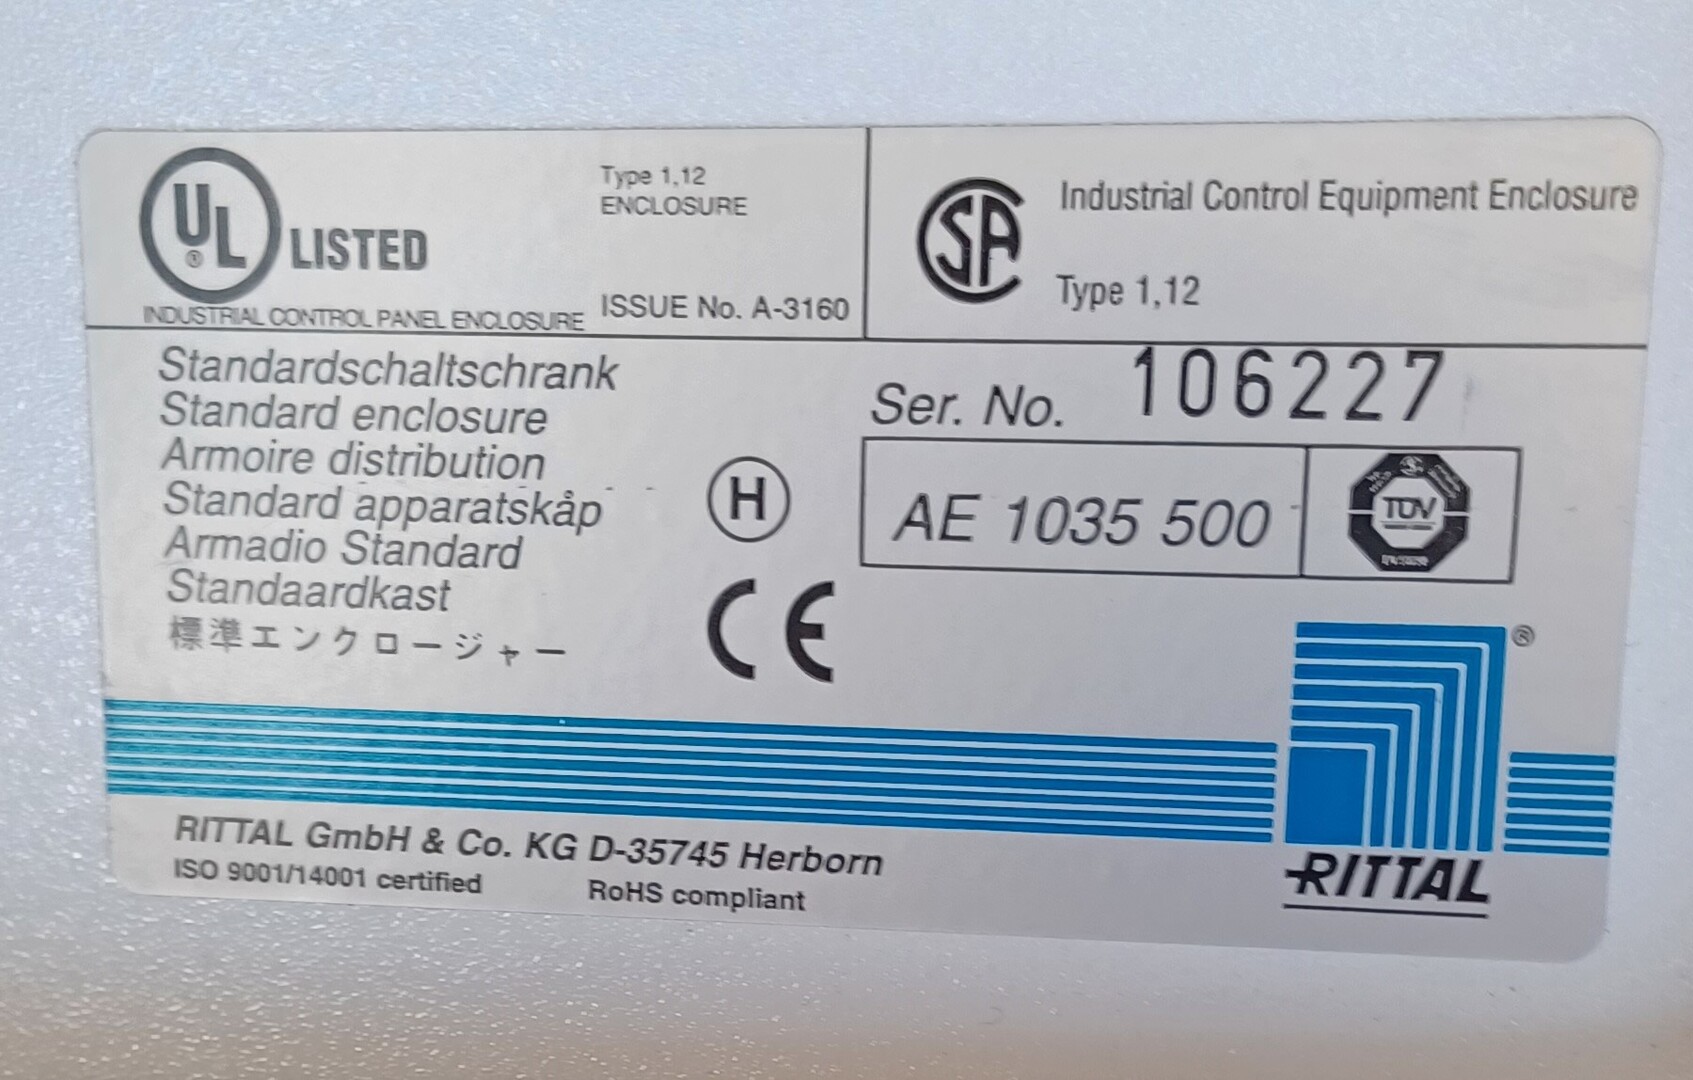 UL® LISTED
INDUSTRIAL CONTROL PANEL ENCLOSURE
Type 1,12
ENCLOSURE
ISSUE No. A-3160
SA
Industrial Control Equipment Enclosure
Type 1,12
Standardschaltschrank
Standard enclosure
Armoire distribution
Standard apparatskåp
Armadio Standard
Standaardkast
標準エンクロージャー
H
CE
Ser. No. 106227
AE 1035 500
TÜV
®
RITTAL
RITTAL GmbH & Co. KG D-35745 Herborn
ISO 9001/14001 certified
RoHS compliant